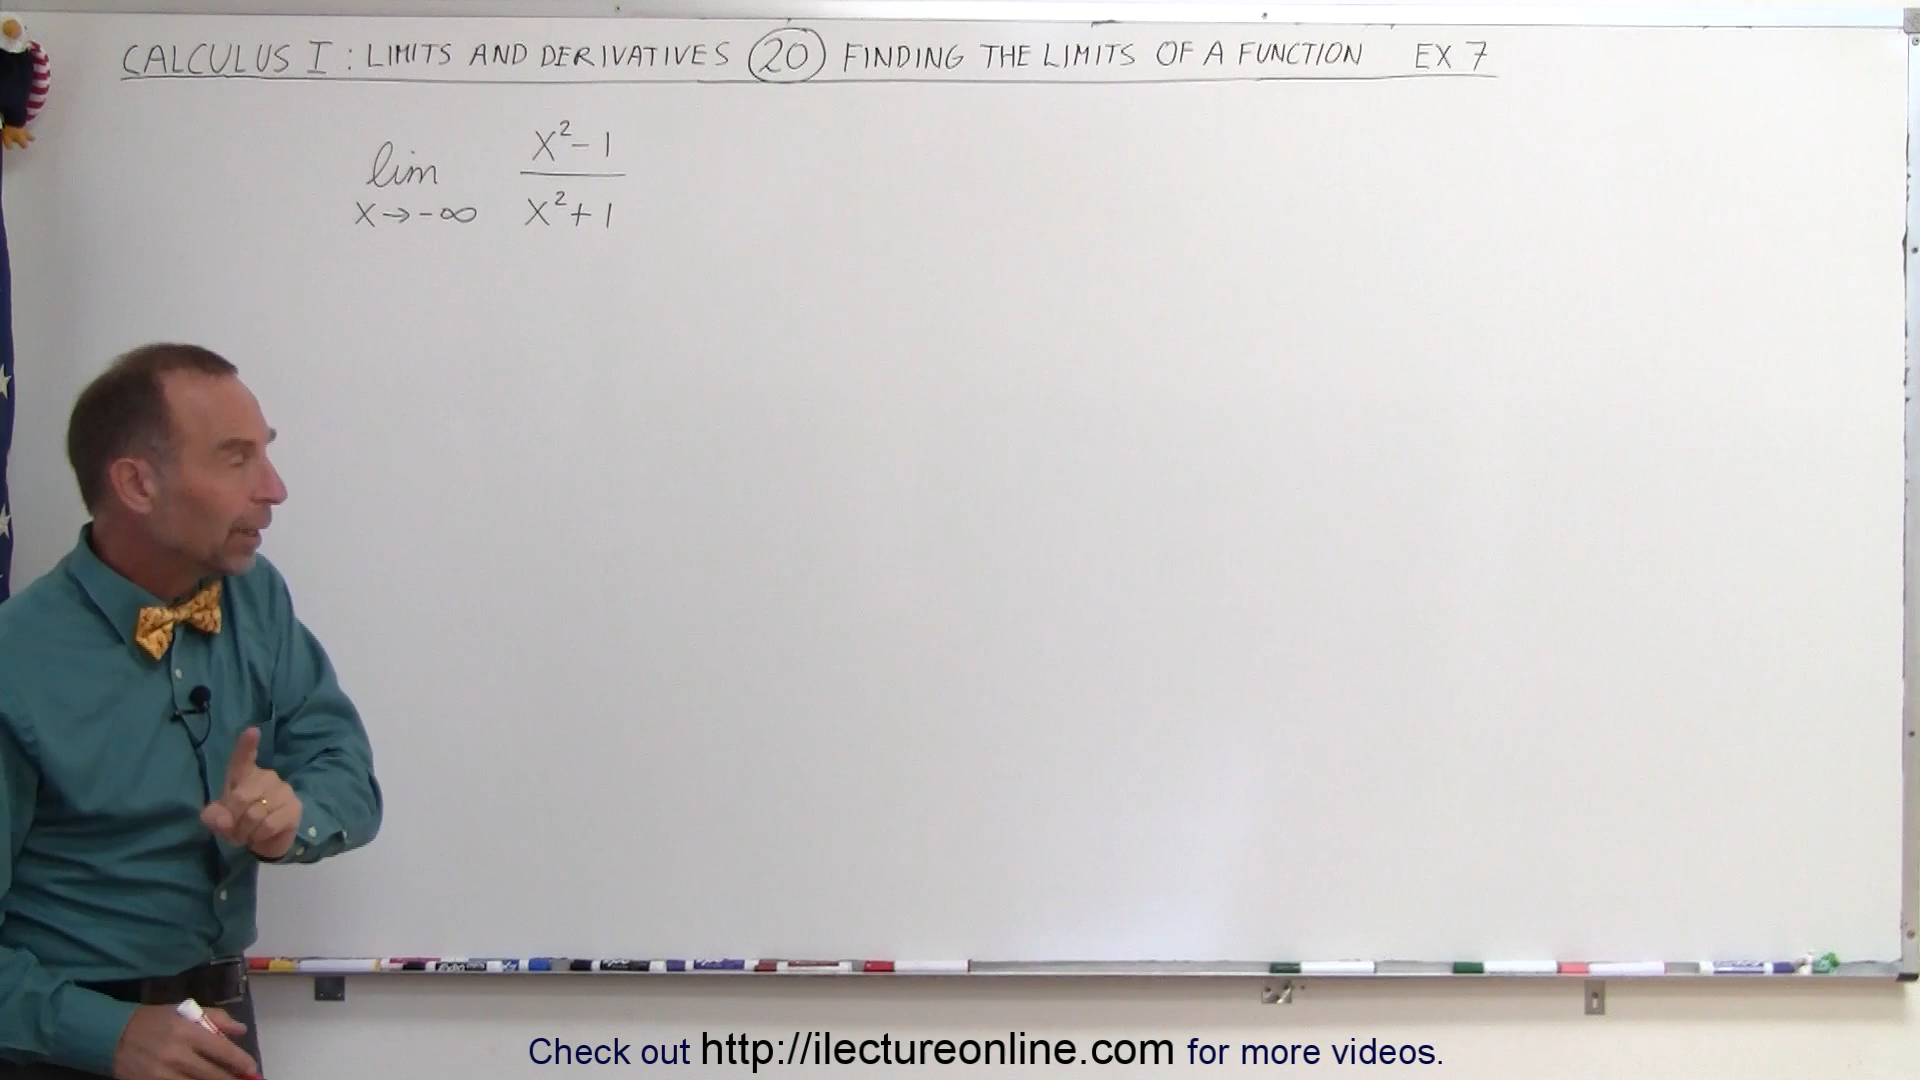 CALCULUS I : LIMITS AND DERIVATIVES 20 FINDING THE LIMITS OF A FUNCTION EX 7
lim x→-∞ x²-1 / x²+1
Check out http://ilectureonline.com for more videos.